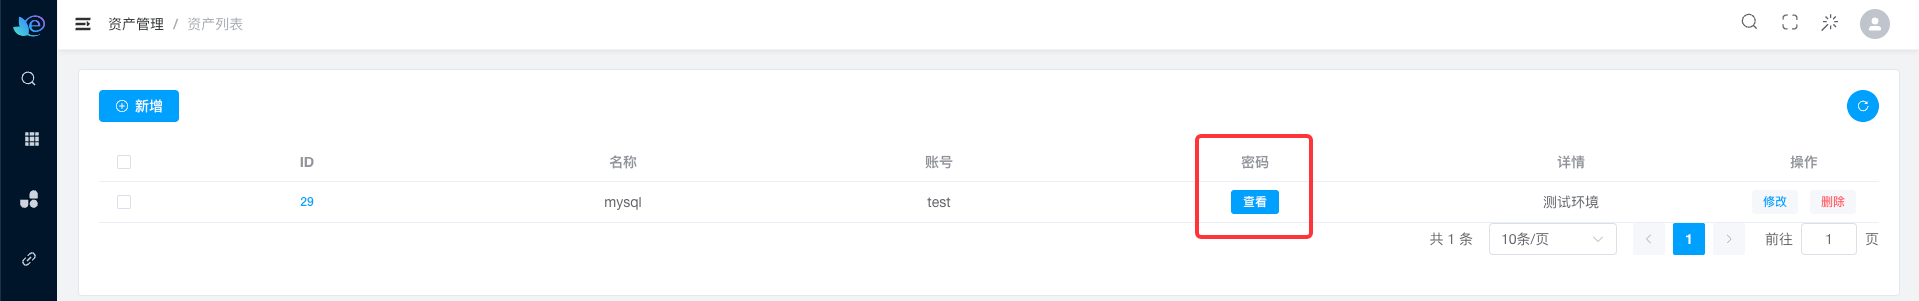 资产管理 / 资产列表
新增
ID 名称 账号 密码 详情 操作
29 mysql test 查看 测试环境 修改 删除
共 1 条 10条/页 1 前往 1 页